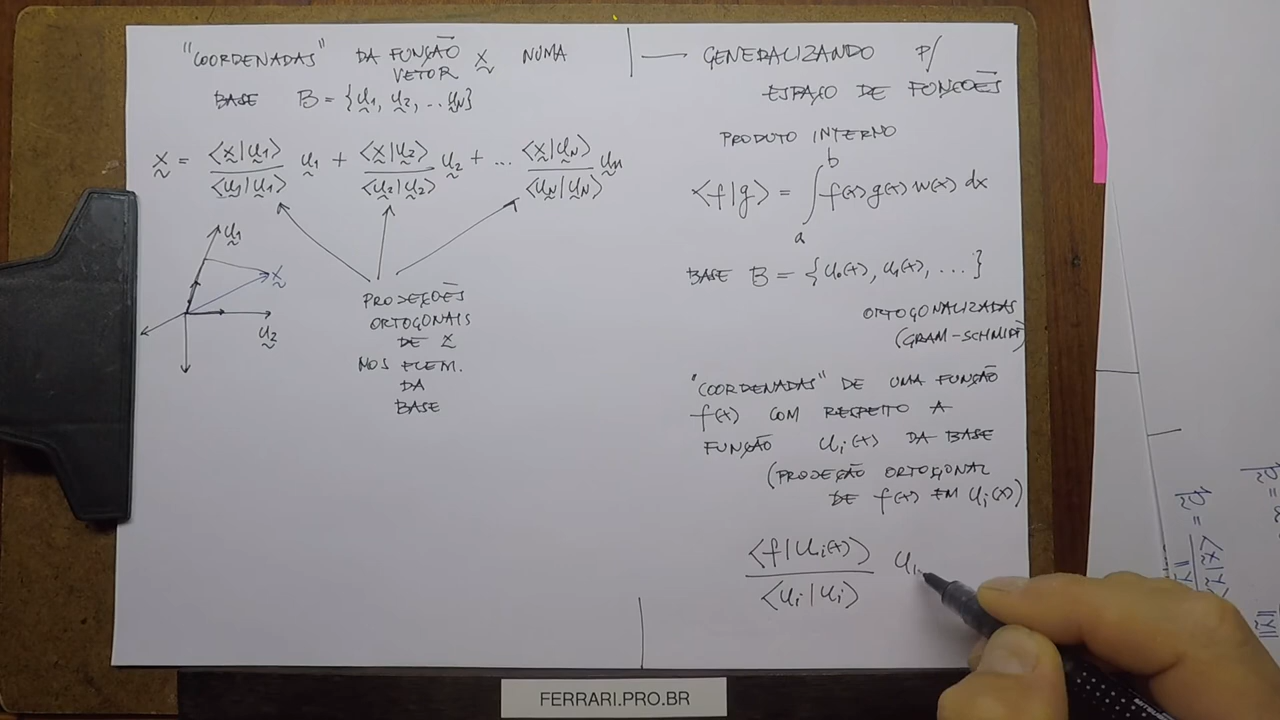 "COORDENADAS" DA FUNÇÃO
VETOR x NUMA
BASE B = {u1, u2, ... uN}
x = <x|u1>/<u1|u1> u1 + <x|u2>/<u2|u2> u2 + ... <x|uN>/<uN|uN> uN
u1
x
u2
PROJEÇÕES
ORTOGONAIS
DE x
NOS ELEM.
DA
BASE
GENERALIZANDO P/
ESPAÇO DE FUNÇÕES
PRODUTO INTERNO
<f|g> = ∫ab f(x) g(x) w(x) dx
BASE B = {u0(x), u1(x), ...}
ORTOGONALIZADAS
(GRAM-SCHMIDT)
"COORDENADAS" DE UMA FUNÇÃO
f(x) COM RESPEITO A
FUNÇÃO ui(x) DA BASE
(PROJEÇÃO ORTOGONAL
DE f(x) EM ui(x))
<f|ui(x)>/<ui|ui> ui
FERRARI.PRO.BR